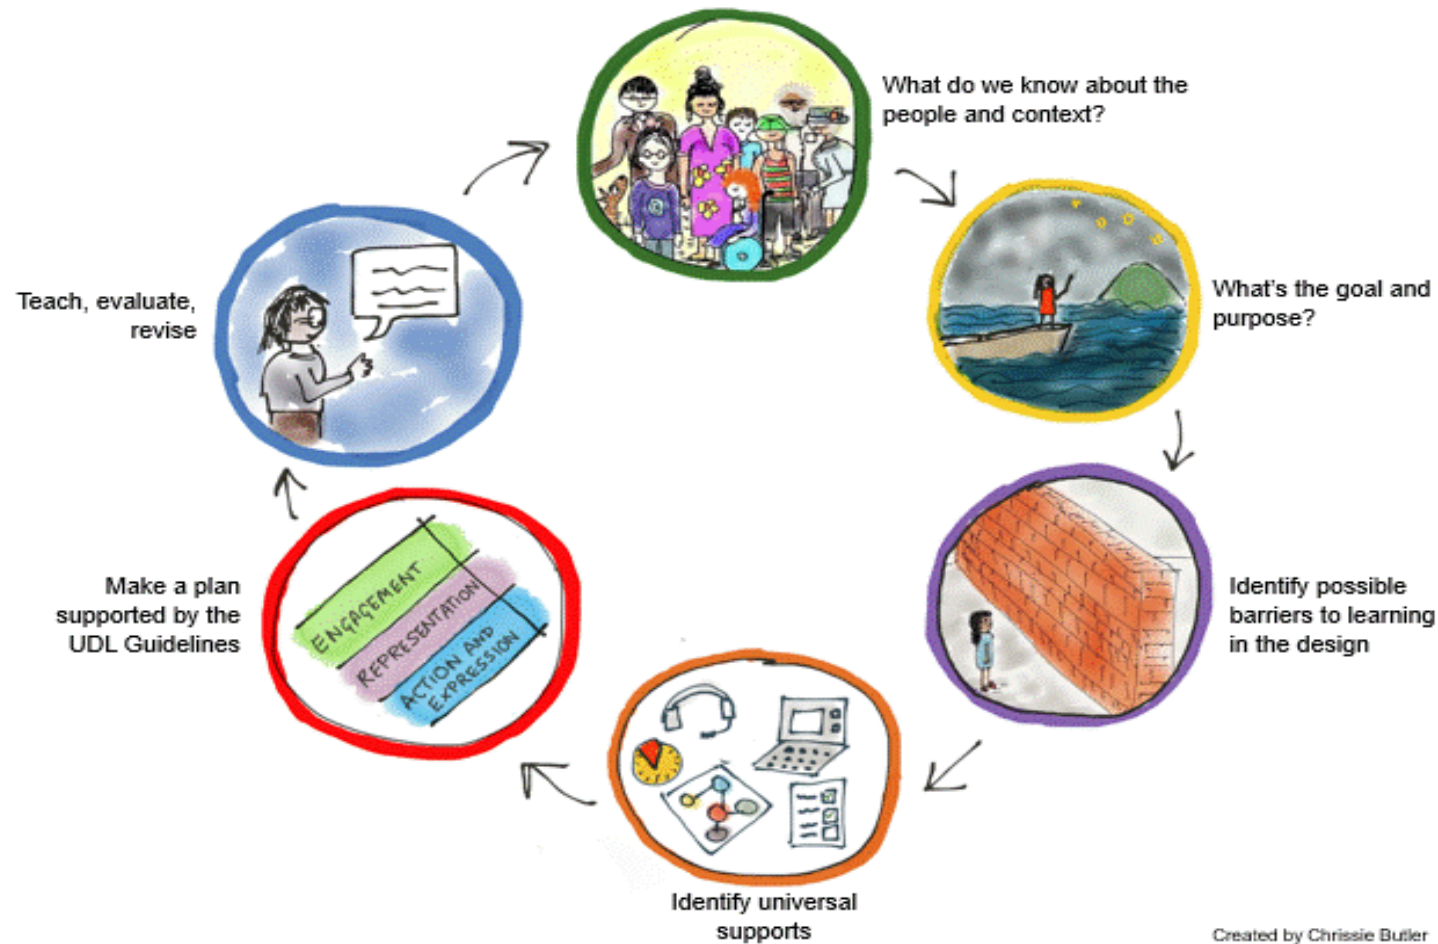 What do we know about the
people and context?
What's the goal and
purpose?
Identify possible
barriers to learning
in the design
Identify universal
supports
Make a plan
supported by the
UDL Guidelines
ENGAGEMENT
REPRESENTATION
ACTION AND
EXPRESSION
Teach, evaluate,
revise
Created by Chrissie Butler